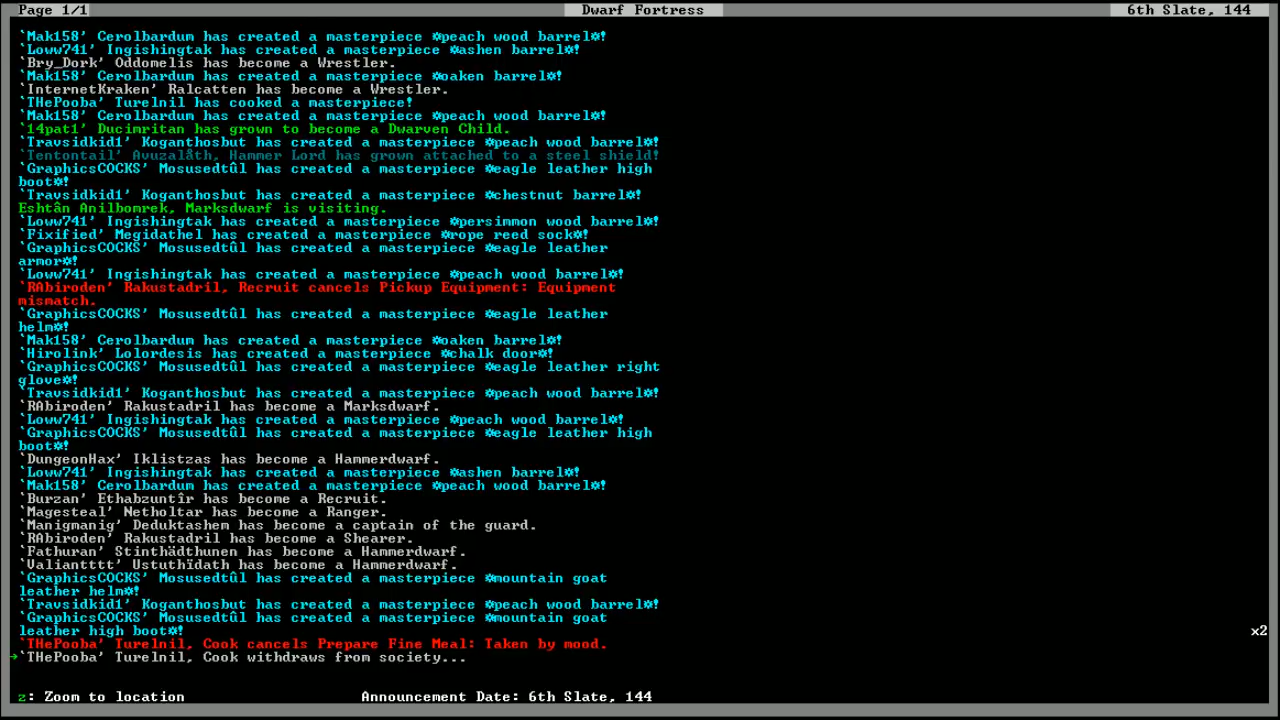 Page 1/1 Dwarf Fortress 6th Slate, 144
`Mak158' Cerolbardum has created a masterpiece ☼peach wood barrel☼!
`Loww741' Ingishingtak has created a masterpiece ☼ashen barrel☼!
`Bry_Dork' Oddomelis has become a Wrestler.
`Mak158' Cerolbardum has created a masterpiece ☼oaken barrel☼!
`InternetKraken' Ralcatten has become a Wrestler.
`THePooba' Turelnil has cooked a masterpiece!
`Mak158' Cerolbardum has created a masterpiece ☼peach wood barrel☼!
`14pat1' Ducimritan has grown to become a Dwarven Child.
`Travsidkid1' Koganthosbut has created a masterpiece ☼peach wood barrel☼!
`Tentontail' Avuzalåth, Hammer Lord has grown attached to a steel shield!
`GraphicsCOCKS' Mosusedtûl has created a masterpiece ☼eagle leather high
boot☼!
`Travsidkid1' Koganthosbut has created a masterpiece ☼chestnut barrel☼!
Eshtân Anilbomrek, Marksdwarf is visiting.
`Loww741' Ingishingtak has created a masterpiece ☼persimmon wood barrel☼!
`Fixified' Megidathel has created a masterpiece ☼rope reed sock☼!
`GraphicsCOCKS' Mosusedtûl has created a masterpiece ☼eagle leather
armor☼!
`Loww741' Ingishingtak has created a masterpiece ☼peach wood barrel☼!
`RAbiroden' Rakustadril, Recruit cancels Pickup Equipment: Equipment
mismatch.
`GraphicsCOCKS' Mosusedtûl has created a masterpiece ☼eagle leather
helm☼!
`Mak158' Cerolbardum has created a masterpiece ☼oaken barrel☼!
`Hirolink' Lolordesis has created a masterpiece ☼chalk door☼!
`GraphicsCOCKS' Mosusedtûl has created a masterpiece ☼eagle leather right
glove☼!
`Travsidkid1' Koganthosbut has created a masterpiece ☼peach wood barrel☼!
`RAbiroden' Rakustadril has become a Marksdwarf.
`Loww741' Ingishingtak has created a masterpiece ☼peach wood barrel☼!
`GraphicsCOCKS' Mosusedtûl has created a masterpiece ☼eagle leather high
boot☼!
`DungeonHax' Iklistzas has become a Hammerdwarf.
`Loww741' Ingishingtak has created a masterpiece ☼ashen barrel☼!
`Mak158' Cerolbardum has created a masterpiece ☼peach wood barrel☼!
`Burzan' Ethabzuntîr has become a Recruit.
`Magesteal' Netholtar has become a Ranger.
`Manigmanig' Deduktashem has become a captain of the guard.
`RAbiroden' Rakustadril has become a Shearer.
`Pathuran' Stinthädthunen has become a Hammerdwarf.
`Valiantttt' Ustuthïdath has become a Hammerdwarf.
`GraphicsCOCKS' Mosusedtûl has created a masterpiece ☼mountain goat
leather helm☼!
`Travsidkid1' Koganthosbut has created a masterpiece ☼peach wood barrel☼!
`GraphicsCOCKS' Mosusedtûl has created a masterpiece ☼mountain goat
leather high boot☼! x2
`THePooba' Turelnil, Cook cancels Prepare Fine Meal: Taken by mood.
→`THePooba' Turelnil, Cook withdraws from society...
z: Zoom to location Announcement Date: 6th Slate, 144